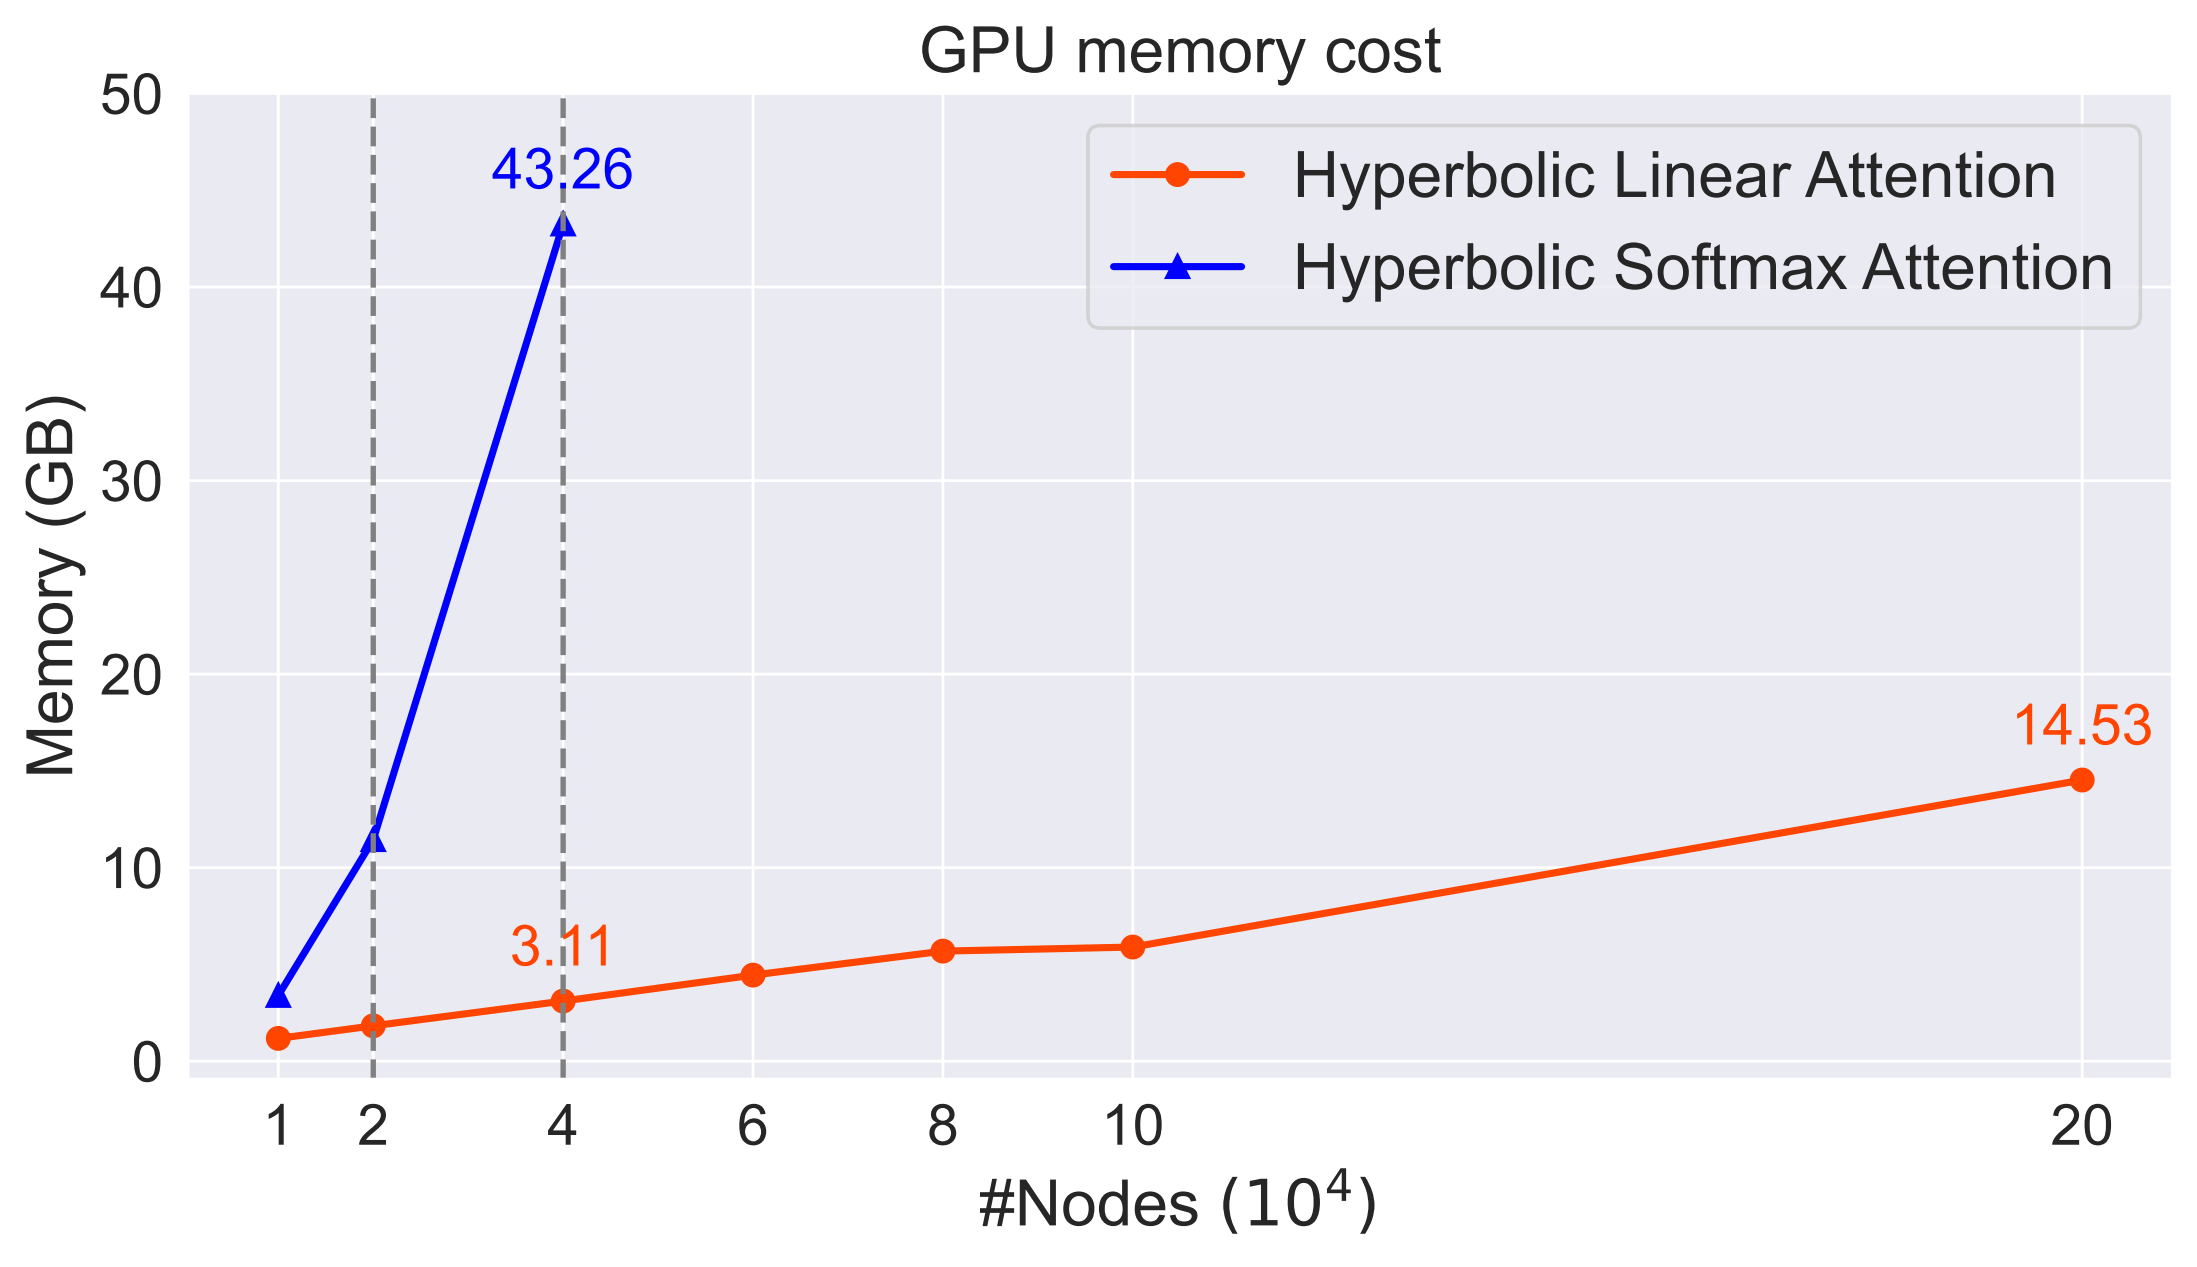 GPU memory cost
50
40
30
20
10
0
Memory (GB)
43.26
3.11
14.53
Hyperbolic Linear Attention
Hyperbolic Softmax Attention
1 2 4 6 8 10 20
#Nodes (10⁴)